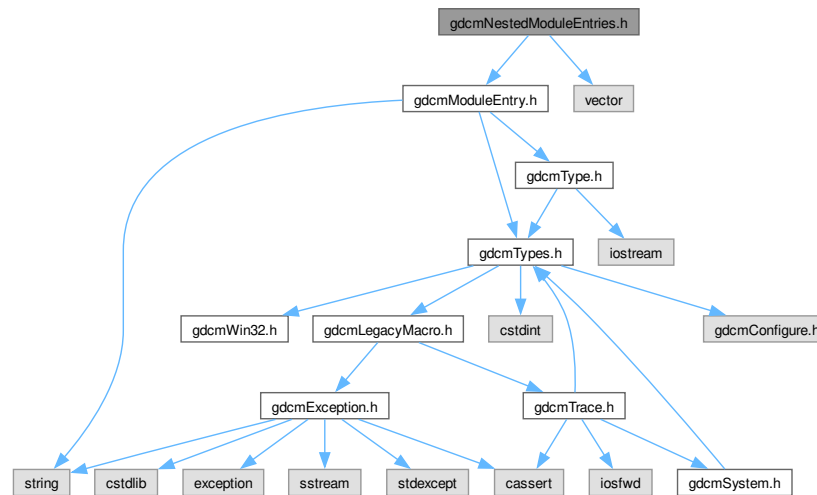 gdcmNestedModuleEntries.h
gdcmModuleEntry.h
vector
gdcmType.h
gdcmTypes.h
iostream
gdcmWin32.h
gdcmLegacyMacro.h
cstdint
gdcmConfigure.h
gdcmException.h
gdcmTrace.h
string
cstdlib
exception
sstream
stdexcept
cassert
iosfwd
gdcmSystem.h